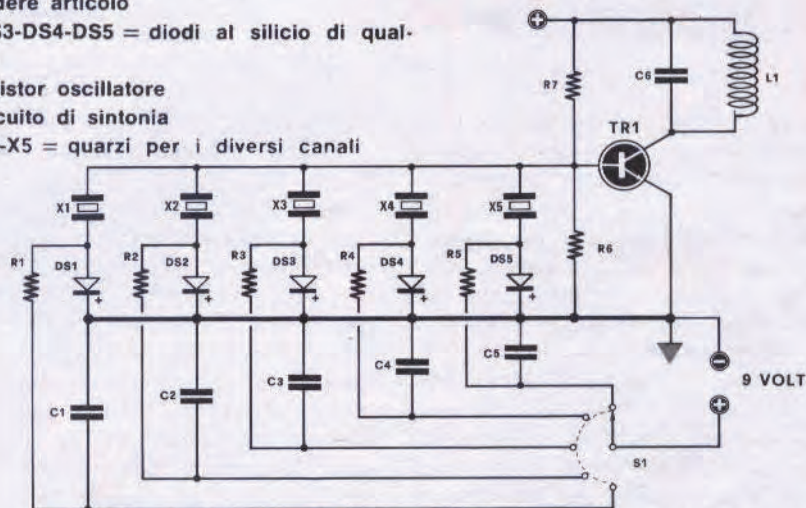 dere articolo
S3-DS4-DS5 = diodi al silicio di qual-
istor oscillatore
cuito di sintonia
-X5 = quarzi per i diversi canali
R7
C6
L1
TR1
X1
X2
X3
X4
X5
R1
DS1
R2
DS2
R3
DS3
R4
DS4
R5
DS5
R6
+
+
+
+
+
C1
C2
C3
C4
C5
9 VOLT
S1